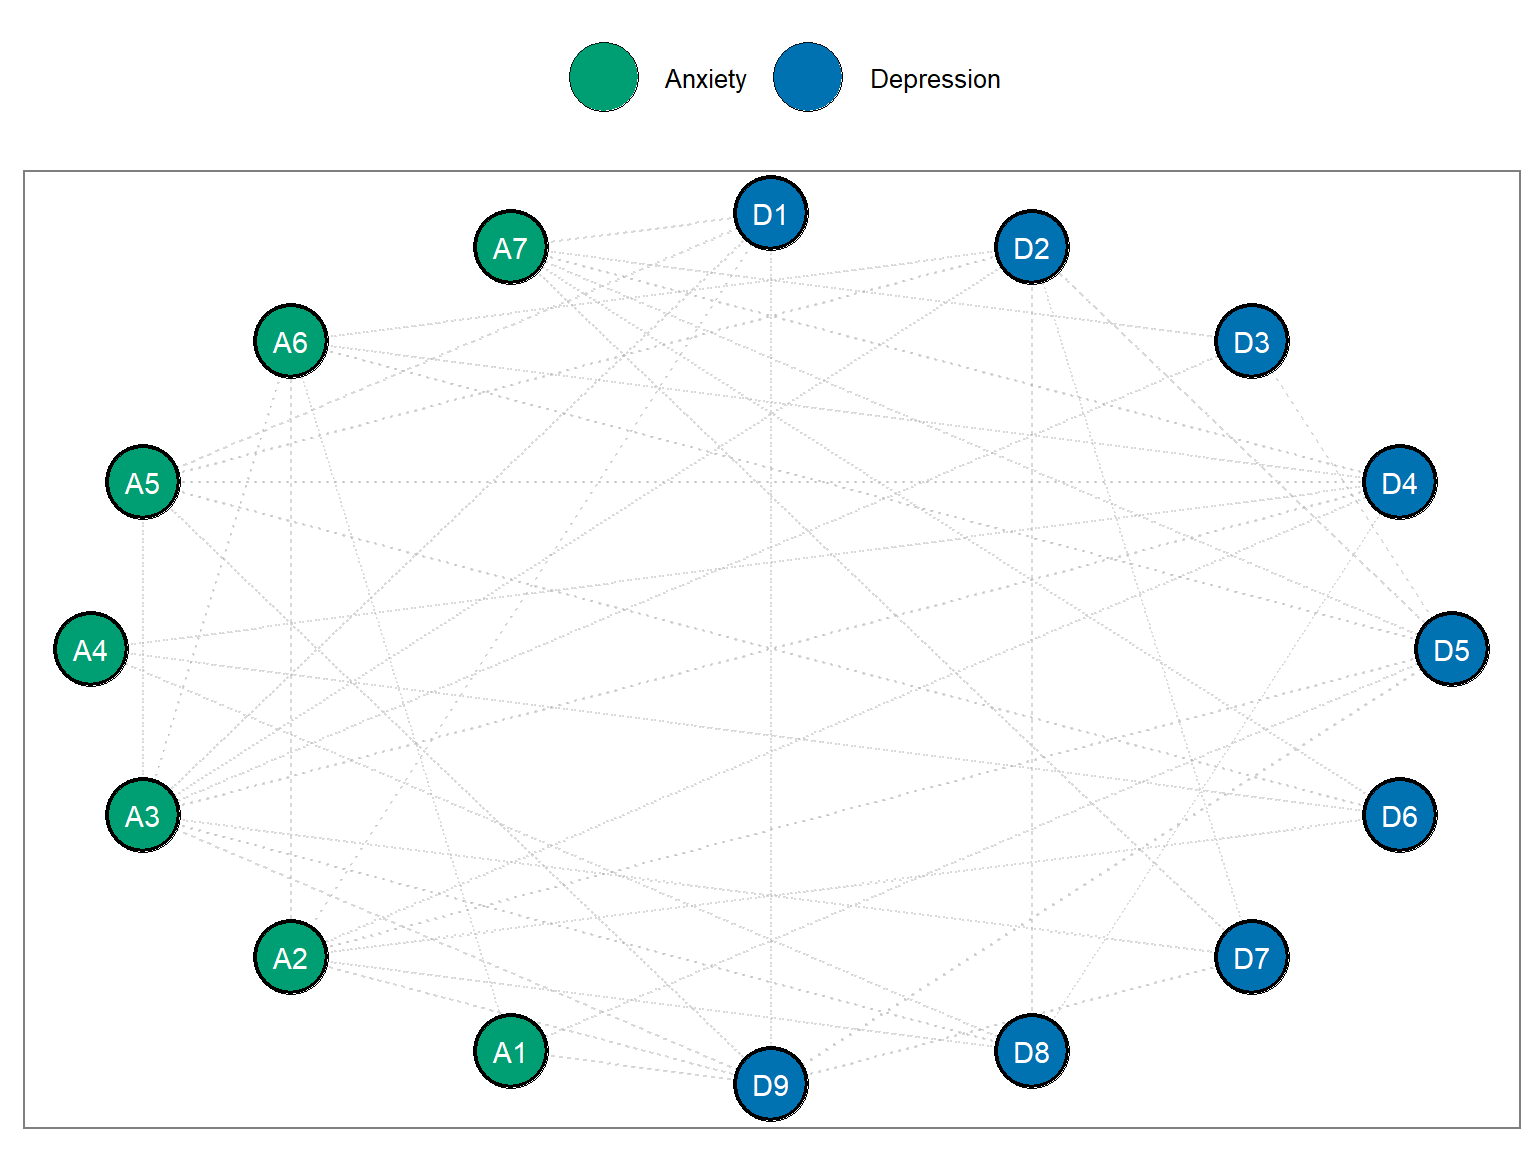 Anxiety Depression
D1
A7 D2
A6 D3
A5 D4
A4 D5
A3 D6
A2 D7
A1 D8
D9